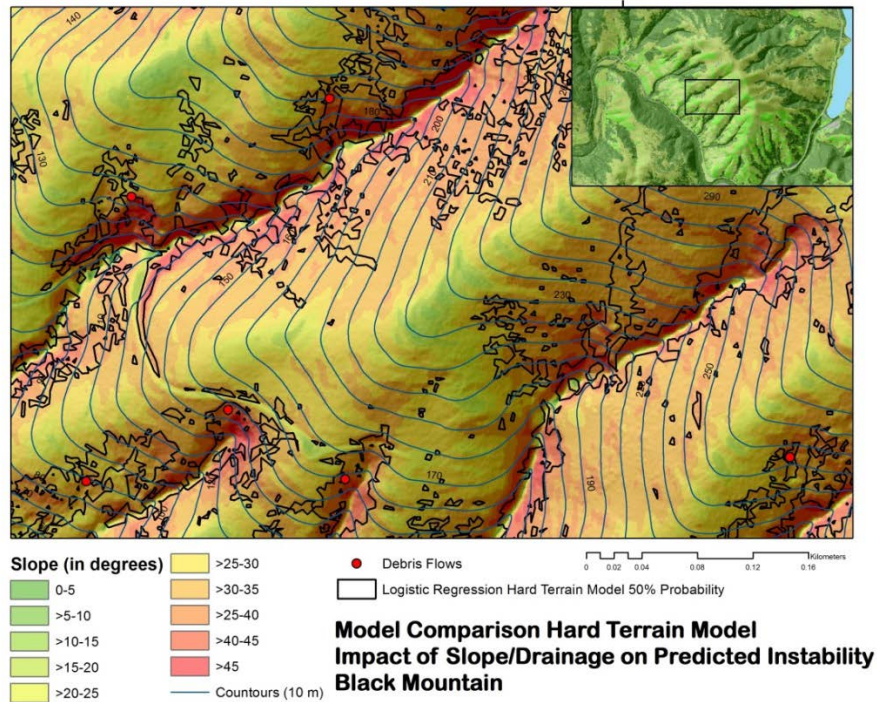 140
180
130
200
210
290
150
230
250
170
190
Slope (in degrees)
0-5
>5-10
>10-15
>15-20
>20-25
>25-30
>30-35
>25-40
>40-45
>45
Countours (10 m)
Debris Flows
Logistic Regression Hard Terrain Model 50% Probability
Kilometers
0 0.02 0.04 0.08 0.12 0.16
Model Comparison Hard Terrain Model
Impact of Slope/Drainage on Predicted Instability
Black Mountain